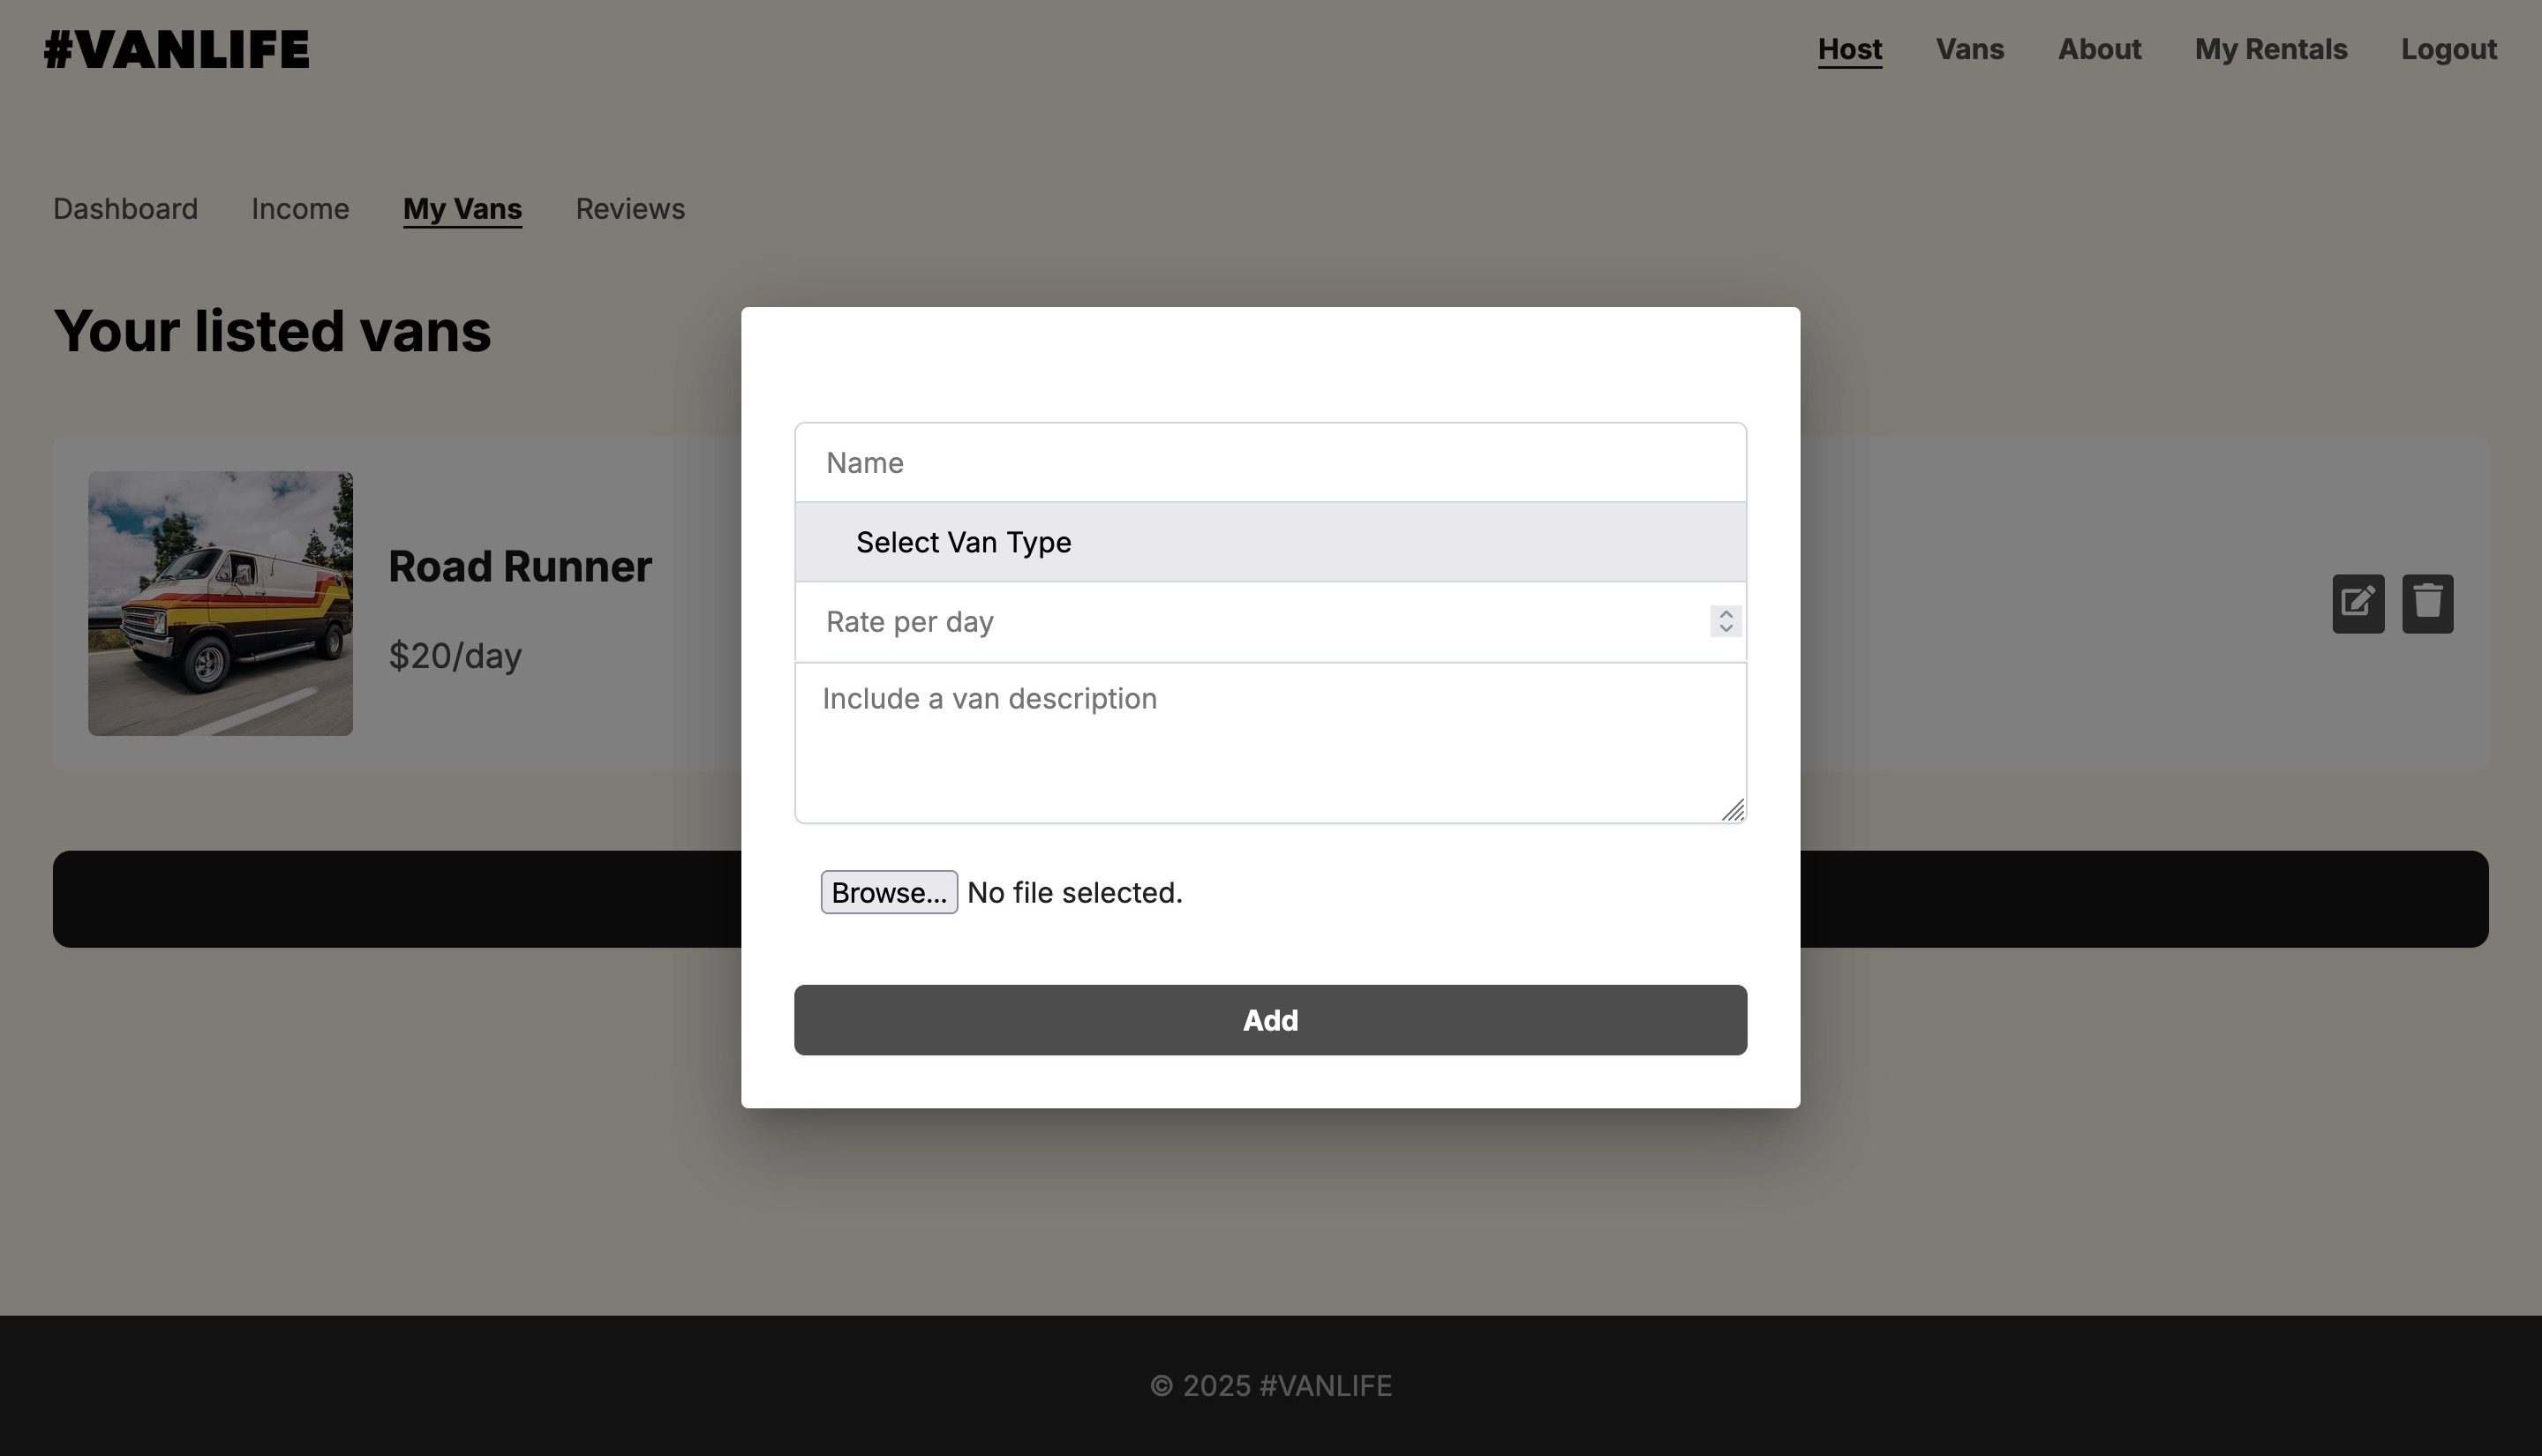 #VANLIFE
Host Vans About My Rentals Logout
Dashboard Income My Vans Reviews
Your listed vans
Road Runner
$20/day
Name
Select Van Type
Rate per day
Include a van description
Browse... No file selected.
Add
© 2025 #VANLIFE